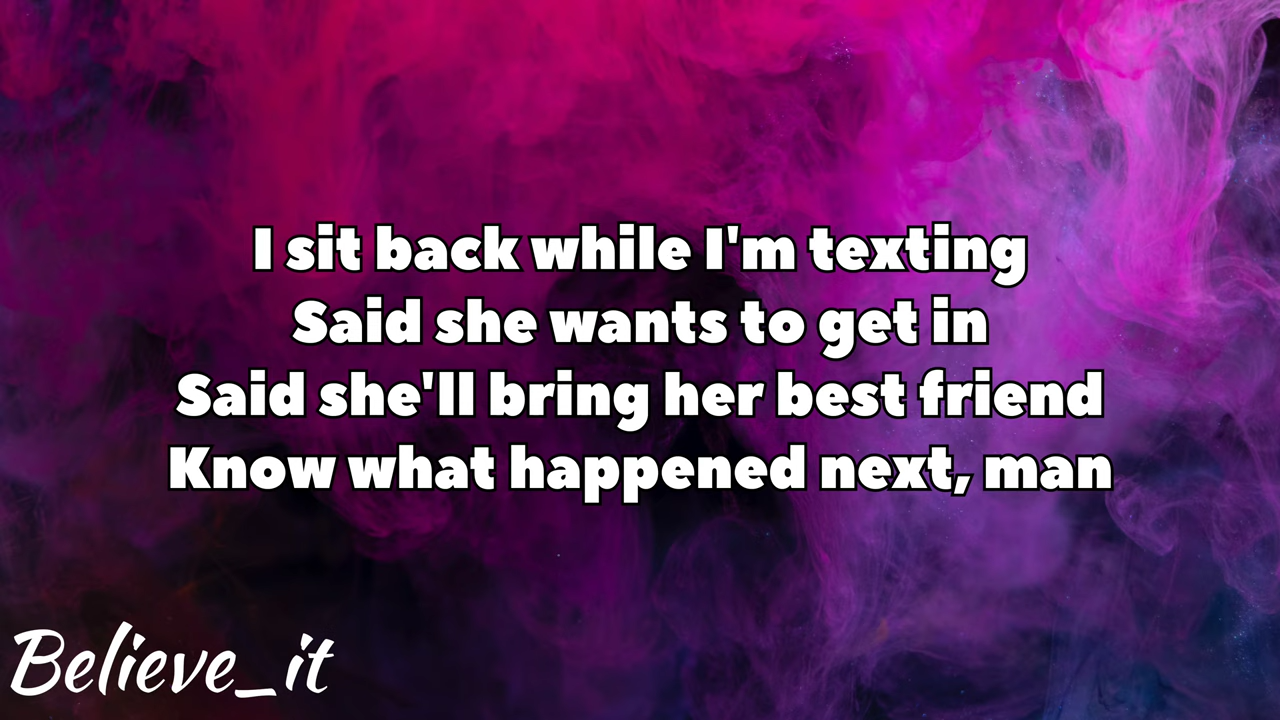 I sit back while I'm texting
Said she wants to get in
Said she'll bring her best friend
Know what happened next, man
Believe_it